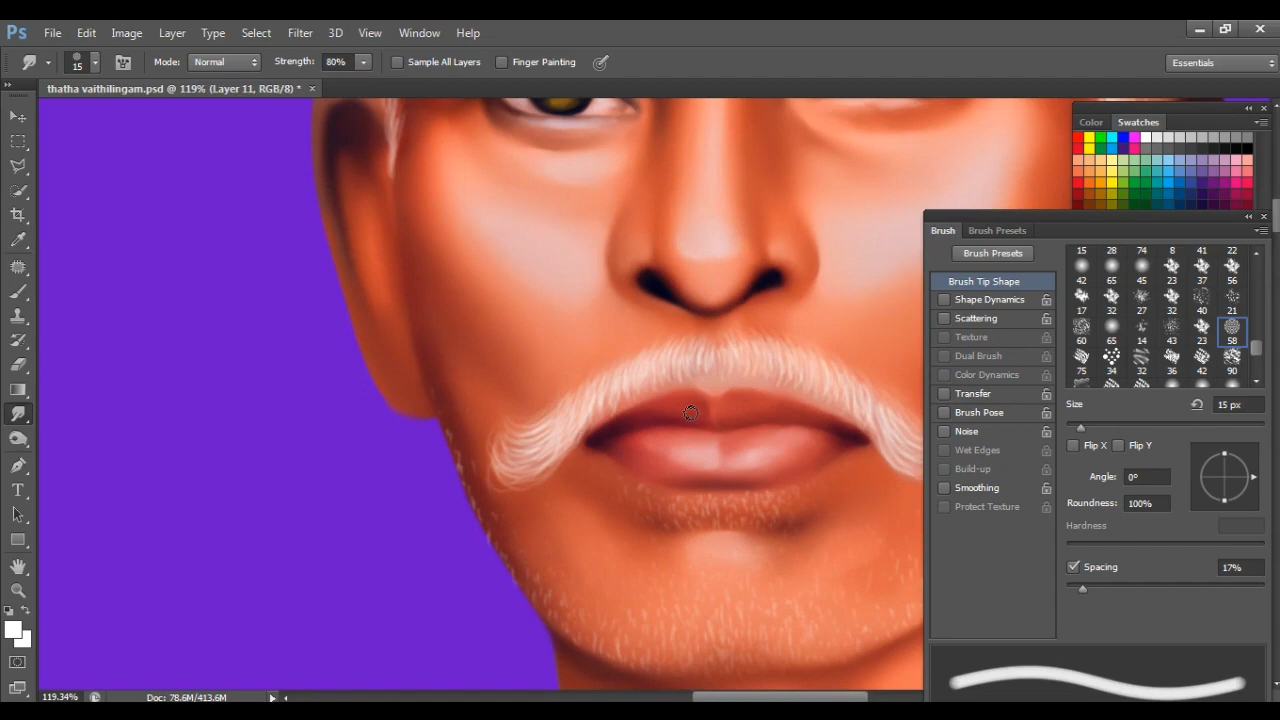 Ps File Edit Image Layer Type Select Filter 3D View Window Help
15 Mode: Normal Strength: 80% Sample All Layers Finger Painting Essentials
thatha vaithilingam.psd @ 119% (Layer 11, RGB/8) *
Color Swatches
Brush Brush Presets
Brush Presets
Brush Tip Shape
Shape Dynamics
Scattering
Texture
Dual Brush
Color Dynamics
Transfer
Brush Pose
Noise
Wet Edges
Build-up
Smoothing
Protect Texture
15 28 74 8 41 22
42 65 45 23 37 56
17 32 27 32 40 21
60 65 14 43 23 58
75 34 32 36 42 90
Size 15 px
Flip X Flip Y
Angle: 0°
Roundness: 100%
Hardness
Spacing 17%
119.34% Doc: 78.6M/413.6M